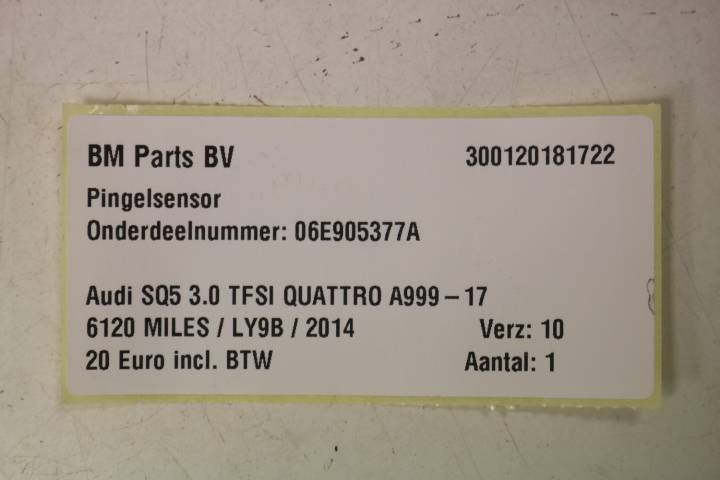 BM Parts BV 300120181722
Pingelsensor
Onderdeelnummer: 06E905377A
Audi SQ5 3.0 TFSI QUATTRO A999-17
6120 MILES / LY9B / 2014 Verz: 10
20 Euro incl. BTW Aantal: 1